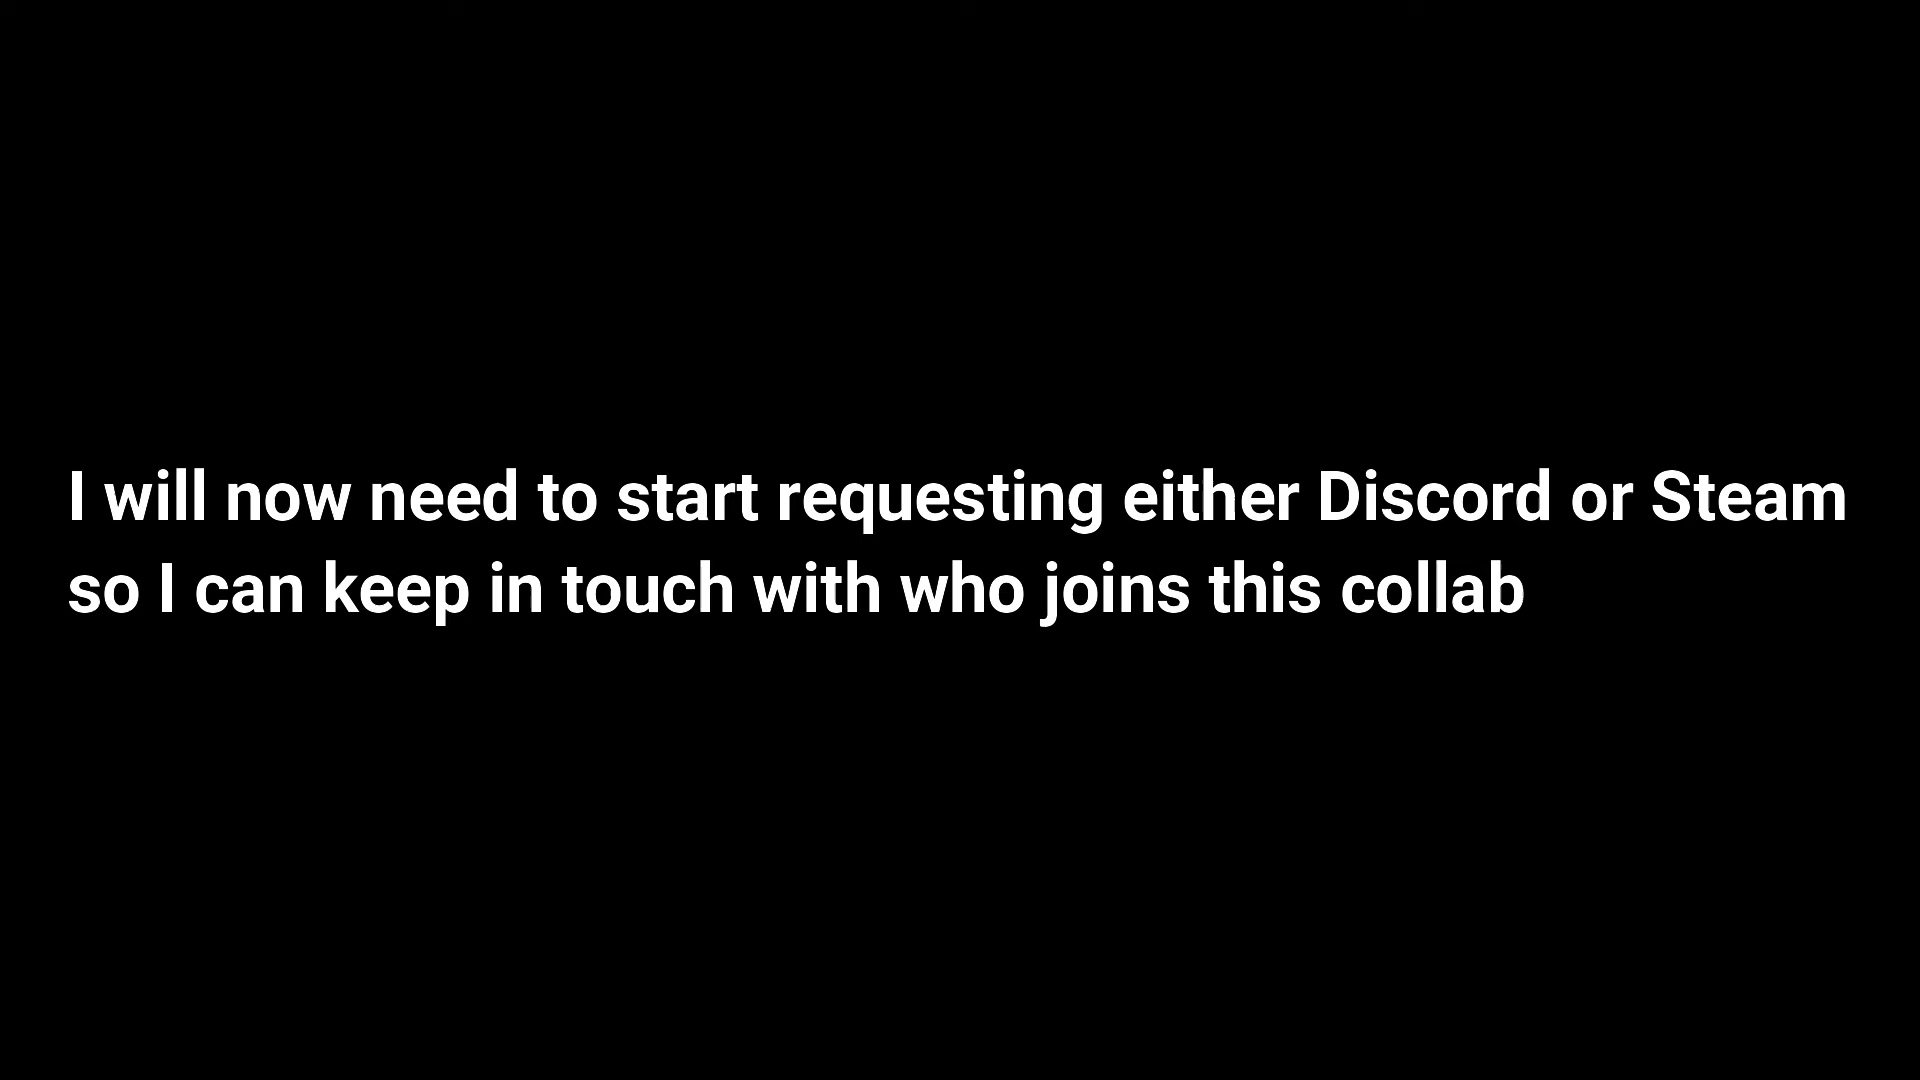 I will now need to start requesting either Discord or Steam
so I can keep in touch with who joins this collab